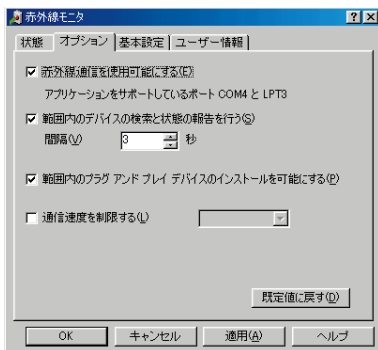 赤外線モニタ
状態 オプション 基本設定 ユーザー情報
赤外線通信を使用可能にする(E)
アプリケーションをサポートしているポート COM4 と LPT3
範囲内のデバイスの検索と状態の報告を行う(S)
間隔(V) 3 秒
範囲内のプラグ アンド プレイ デバイスのインストールを可能にする(P)
通信速度を制限する(L)
既定値に戻す(D)
OK キャンセル 適用(A) ヘルプ